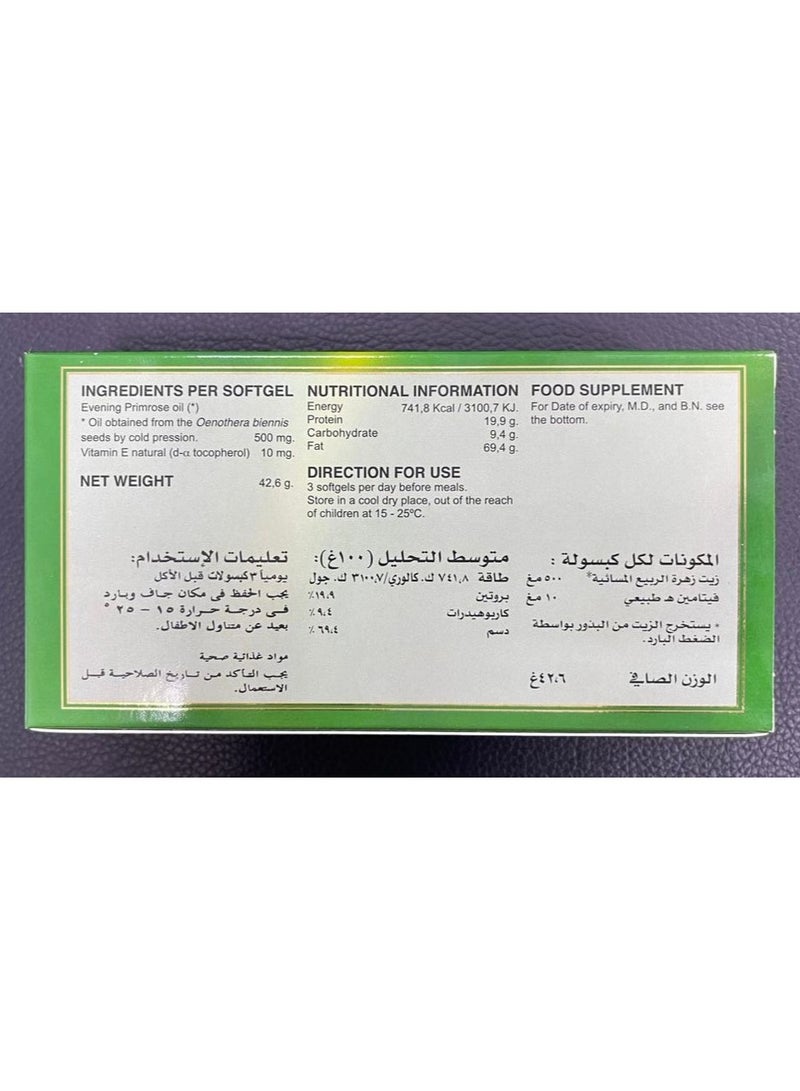 INGREDIENTS PER SOFTGEL
Evening Primrose oil (*)
* Oil obtained from the Oenothera biennis
seeds by cold pression. 500 mg.
Vitamin E natural (d-α tocopherol) 10 mg.
NET WEIGHT 42,6 g.
NUTRITIONAL INFORMATION
Energy 741,8 Kcal / 3100,7 KJ.
Protein 19,9 g.
Carbohydrate 9,4 g.
Fat 69,4 g.
DIRECTION FOR USE
3 softgels per day before meals.
Store in a cool dry place, out of the reach
of children at 15 - 25ºC.
FOOD SUPPLEMENT
For Date of expiry, M.D., and B.N. see
the bottom.
المكونات لكل كبسولة :
زيت زهرة الربيع المسائية* ٥٠٠ مغ
فيتامين هـ طبيعي ١٠ مغ
* يستخرج الزيت من البذور بواسطة
الضغط البارد.
الوزن الصافي ٤٢،٦غ
متوسط التحليل (١٠٠غ):
طاقة ٧٤١،٨ ك. كالوري/٣١٠٠،٧ ك. جول
بروتين ١٩،٩٪
كاربوهيدرات ٩،٤٪
دسم ٦٩،٤٪
تعليمات الإستخدام:
يومياً ٣ كبسولات قبل الأكل
يجب الحفظ فى مكان جاف وبارد
فى درجة حرارة ١٥ – ٢٥ °
بعيد عن متناول الاطفال.
مواد غذائية صحية
يجب التأكد من تاريخ الصلاحية قبل
الاستعمال.